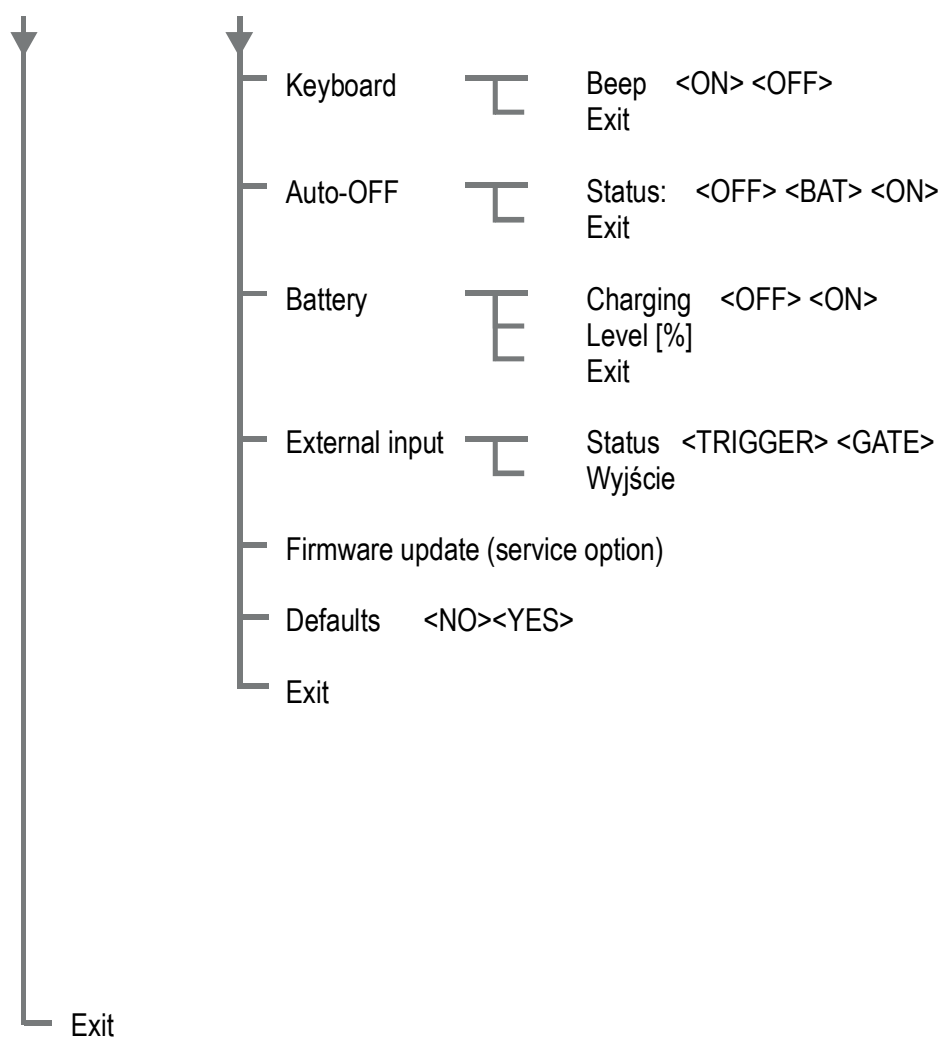 Keyboard Beep <ON> <OFF>
Exit
Auto-OFF Status: <OFF> <BAT> <ON>
Exit
Battery Charging <OFF> <ON>
Level [%]
Exit
External input Status <TRIGGER> <GATE>
Wyjście
Firmware update (service option)
Defaults <NO><YES>
Exit
Exit